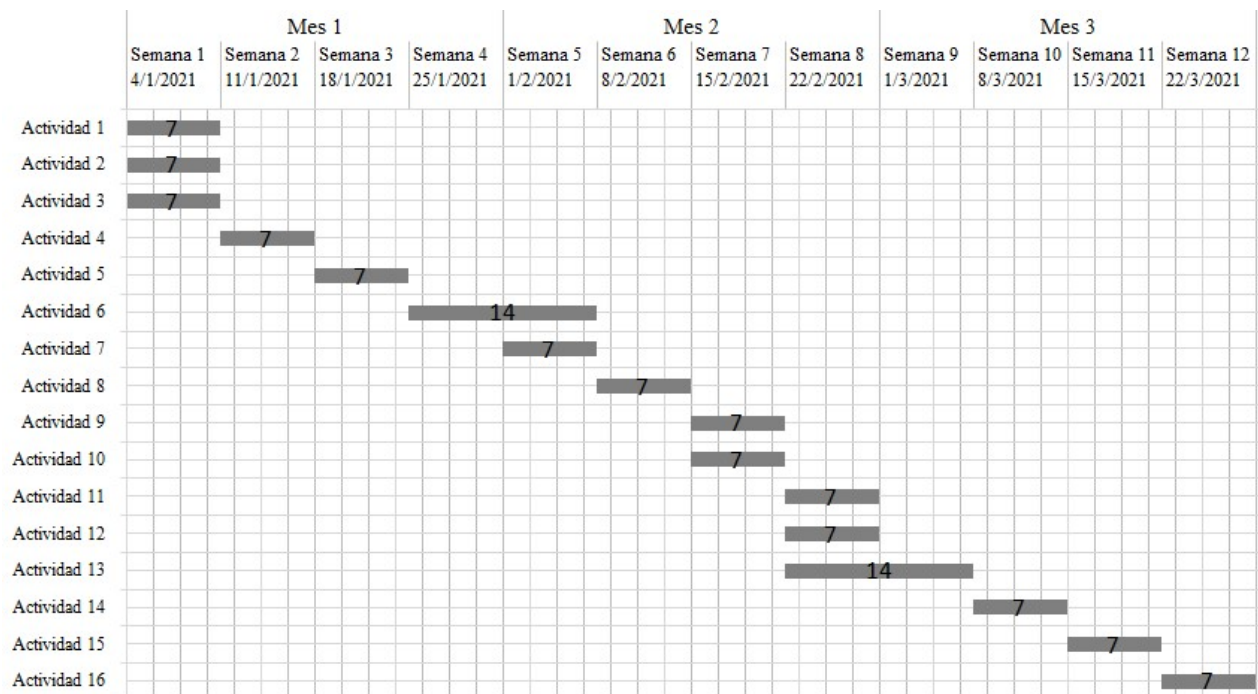 Mes 1 Mes 2 Mes 3
Semana 1 Semana 2 Semana 3 Semana 4 Semana 5 Semana 6 Semana 7 Semana 8 Semana 9 Semana 10 Semana 11 Semana 12
4/1/2021 11/1/2021 18/1/2021 25/1/2021 1/2/2021 8/2/2021 15/2/2021 22/2/2021 1/3/2021 8/3/2021 15/3/2021 22/3/2021
Actividad 1 7
Actividad 2 7
Actividad 3 7
Actividad 4 7
Actividad 5 7
Actividad 6 14
Actividad 7 7
Actividad 8 7
Actividad 9 7
Actividad 10 7
Actividad 11 7
Actividad 12 7
Actividad 13 14
Actividad 14 7
Actividad 15 7
Actividad 16 7